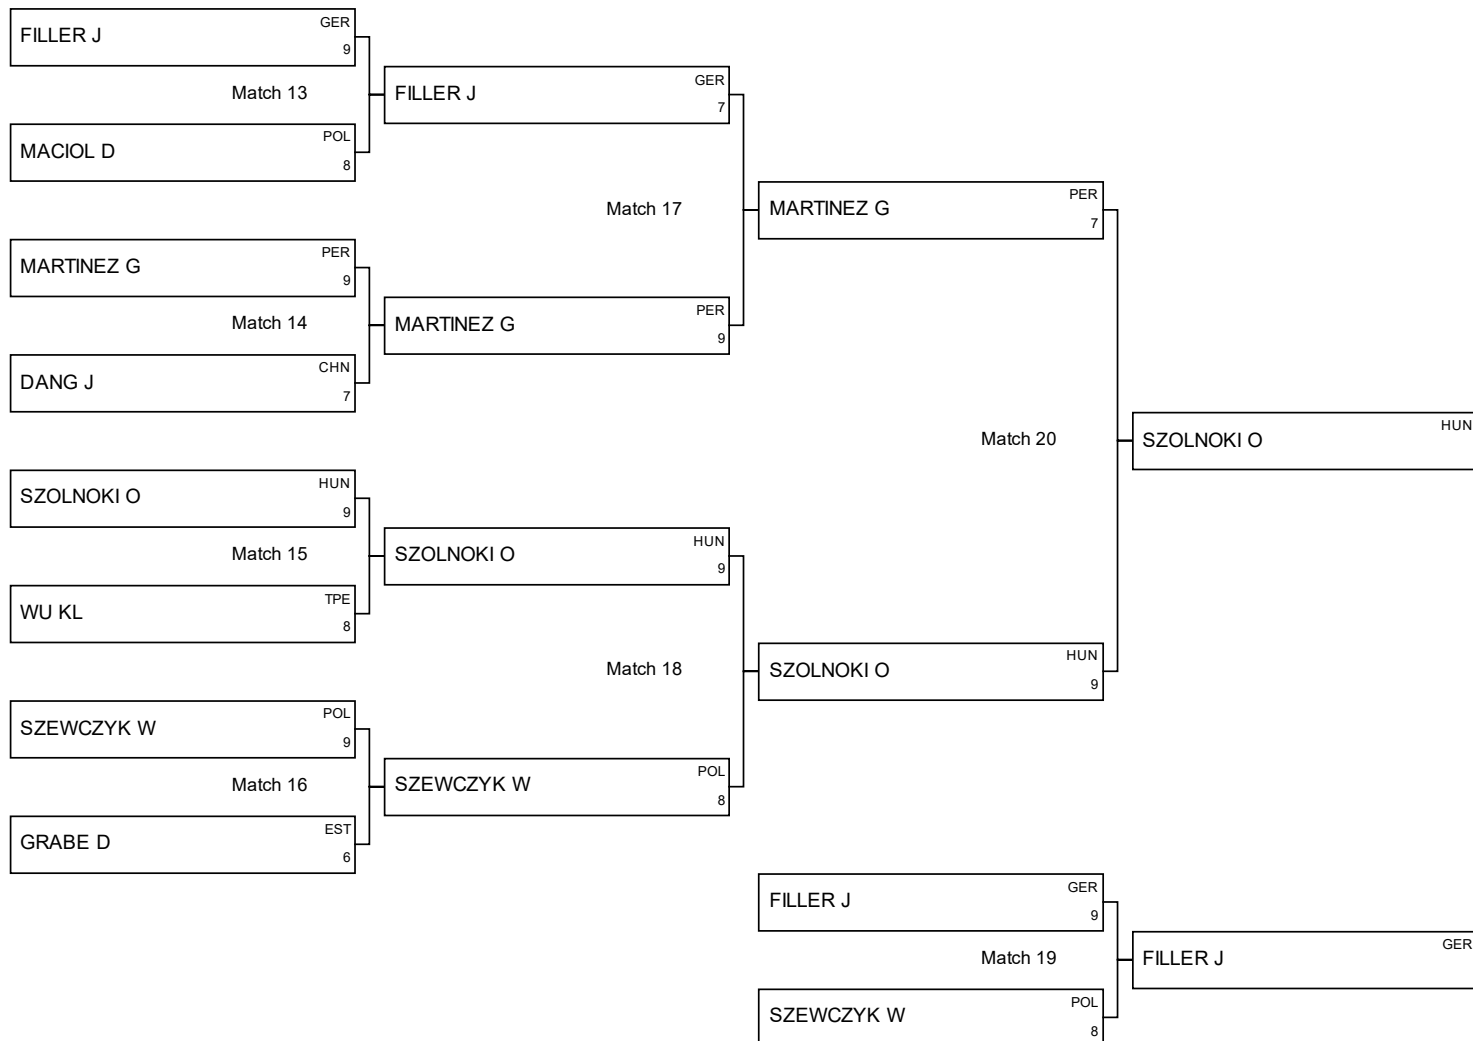 GER
FILLER J
9
Match 13
POL
MACIOL D
8
GER
FILLER J
7
PER
MARTINEZ G
9
Match 14
CHN
DANG J
7
PER
MARTINEZ G
9
Match 17
PER
MARTINEZ G
7
HUN
SZOLNOKI O
9
Match 15
TPE
WU KL
8
HUN
SZOLNOKI O
9
POL
SZEWCZYK W
9
Match 16
EST
GRABE D
6
POL
SZEWCZYK W
8
Match 18
HUN
SZOLNOKI O
9
Match 20
HUN
SZOLNOKI O
GER
FILLER J
9
Match 19
POL
SZEWCZYK W
8
GER
FILLER J